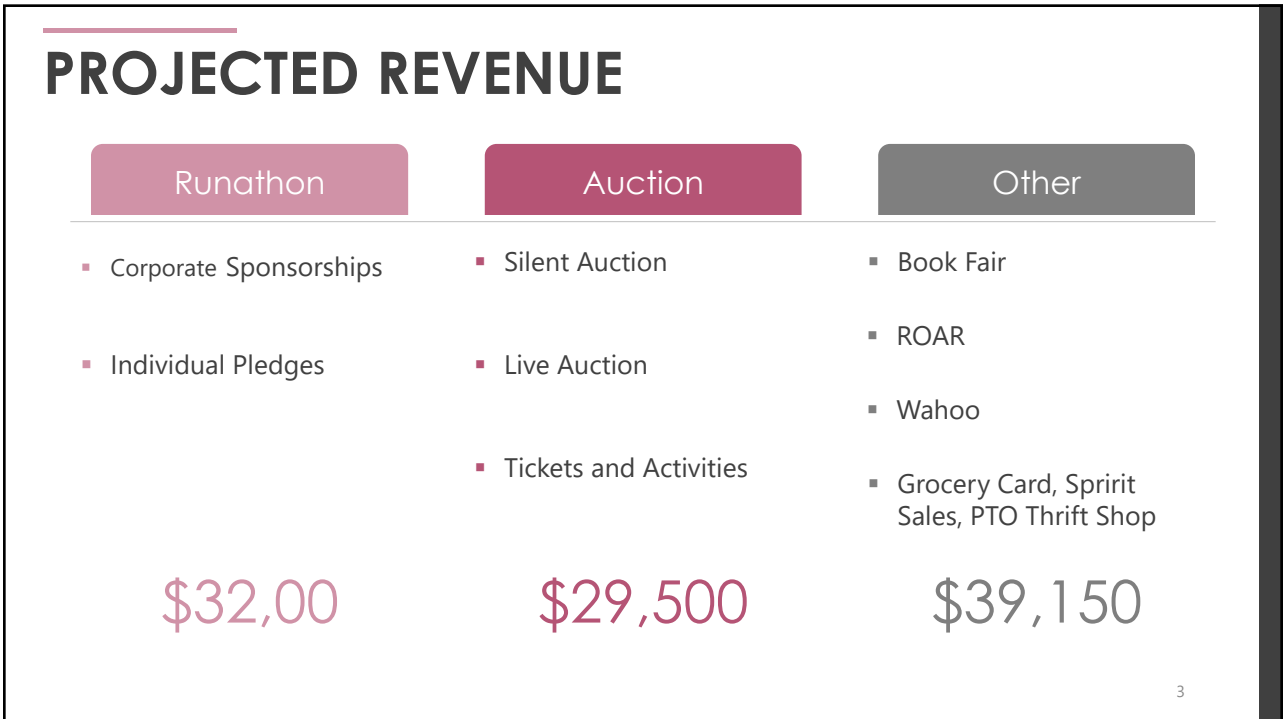 PROJECTED REVENUE
Runathon
Corporate Sponsorships
Individual Pledges
$32,00
Auction
Silent Auction
Live Auction
Tickets and Activities
$29,500
Other
Book Fair
ROAR
Wahoo
Grocery Card, Spririt
Sales, PTO Thrift Shop
$39,150
3